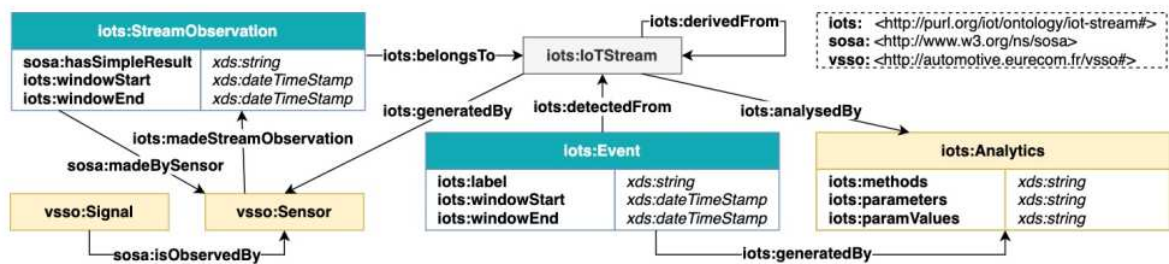 iots:StreamObservation
sosa:hasSimpleResult xds:string
iots:windowStart xds:dateTimeStamp
iots:windowEnd xds:dateTimeStamp
iots:belongsTo
iots:IoTStream
iots:derivedFrom
iots: <http://purl.org/iot/ontology/iot-stream#>
sosa: <http://www.w3.org/ns/sosa>
vsso: <http://automotive.eurecom.fr/vsso#>
iots:generatedBy
iots:detectedFrom
iots:analysedBy
iots:madeStreamObservation
sosa:madeBySensor
vsso:Signal
vsso:Sensor
sosa:isObservedBy
iots:Event
iots:label xds:string
iots:windowStart xds:dateTimeStamp
iots:windowEnd xds:dateTimeStamp
iots:Analytics
iots:methods xds:string
iots:parameters xds:string
iots:paramValues xds:string
iots:generatedBy